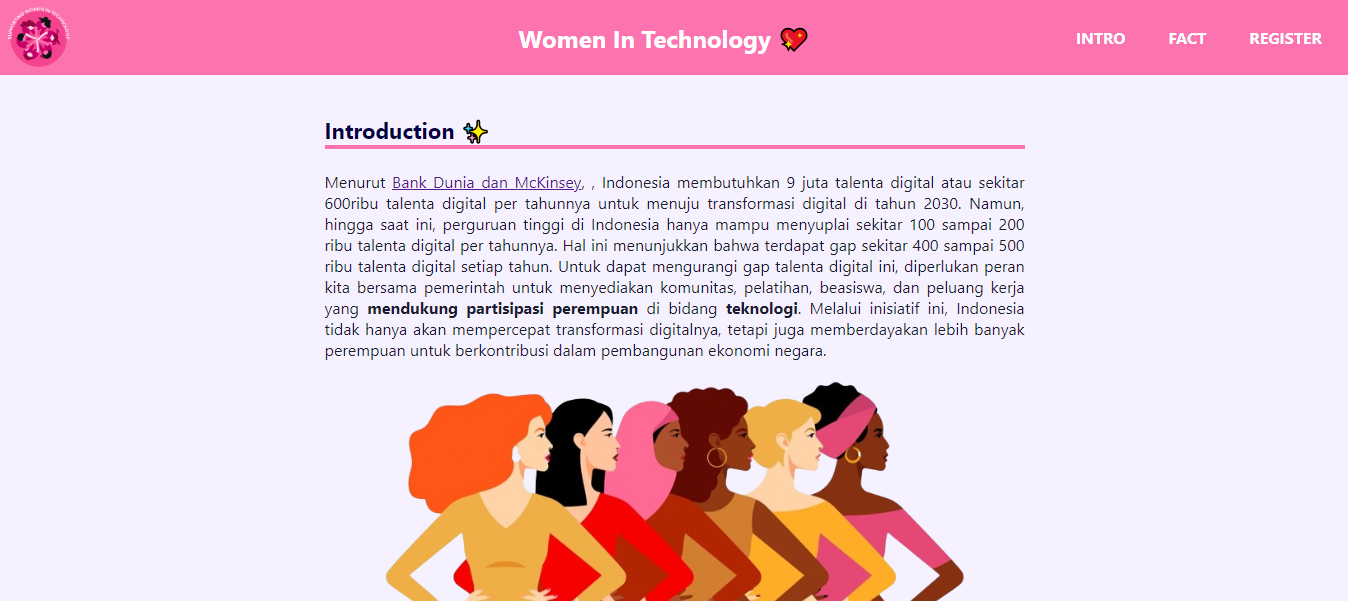 SUPPORTING WOMEN IN TECHNOLOGY
Women In Technology 💖
INTRO
FACT
REGISTER
Introduction ✨
Menurut Bank Dunia dan McKinsey, , Indonesia membutuhkan 9 juta talenta digital atau sekitar
600ribu talenta digital per tahunnya untuk menuju transformasi digital di tahun 2030. Namun,
hingga saat ini, perguruan tinggi di Indonesia hanya mampu menyuplai sekitar 100 sampai 200
ribu talenta digital per tahunnya. Hal ini menunjukkan bahwa terdapat gap sekitar 400 sampai 500
ribu talenta digital setiap tahun. Untuk dapat mengurangi gap talenta digital ini, diperlukan peran
kita bersama pemerintah untuk menyediakan komunitas, pelatihan, beasiswa, dan peluang kerja
yang mendukung partisipasi perempuan di bidang teknologi. Melalui inisiatif ini, Indonesia
tidak hanya akan mempercepat transformasi digitalnya, tetapi juga memberdayakan lebih banyak
perempuan untuk berkontribusi dalam pembangunan ekonomi negara.